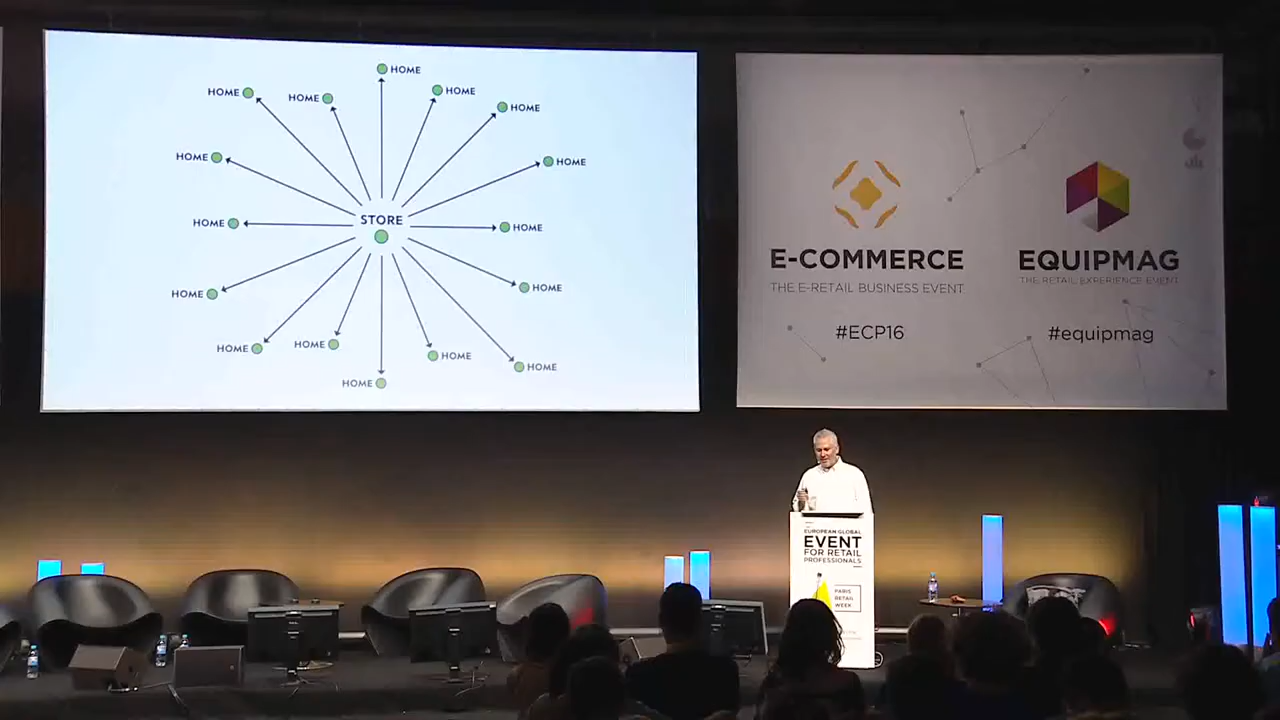 HOME
HOME
HOME
HOME
HOME
HOME
HOME
STORE
HOME
HOME
HOME
HOME
HOME
HOME
HOME
HOME
HOME
HOME
E-COMMERCE
THE E-RETAIL BUSINESS EVENT
#ECP16
EQUIPMAG
THE RETAIL EXPERIENCE EVENT
#equipmag
EUROPEAN GLOBAL
EVENT
FOR RETAIL
PROFESSIONALS
PARIS
RETAIL
WEEK